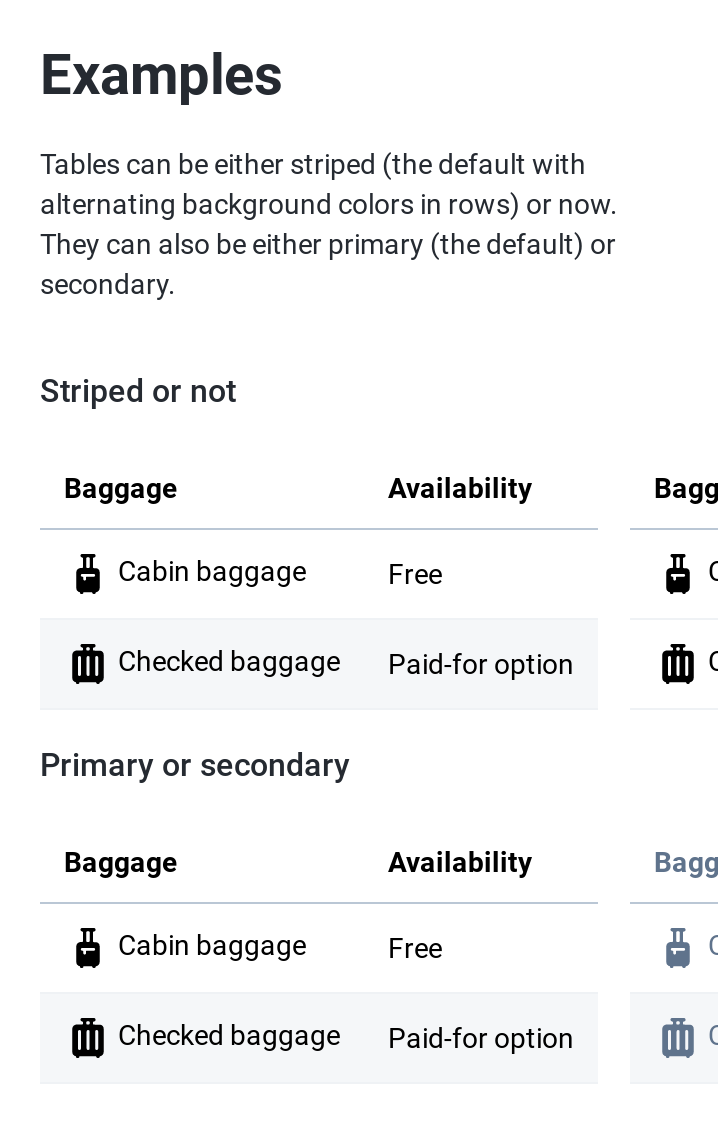 Examples
Tables can be either striped (the default with
alternating background colors in rows) or now.
They can also be either primary (the default) or
secondary.
Striped or not
Baggage Availability Bagg
Cabin baggage Free C
Checked baggage Paid-for option C
Primary or secondary
Baggage Availability Bagg
Cabin baggage Free C
Checked baggage Paid-for option C